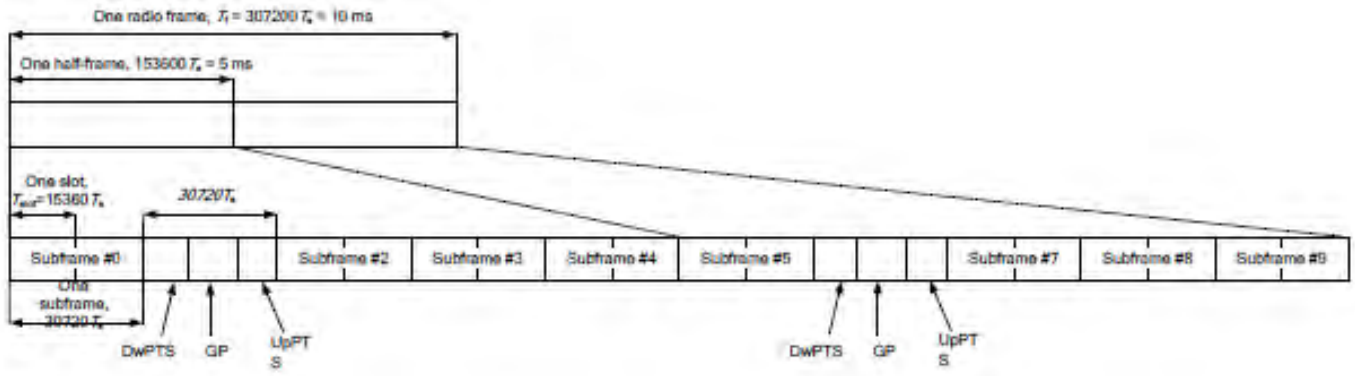 One radio frame, Tf = 307200 Ts = 10 ms
One half-frame, 153600 Ts = 5 ms
One slot,
Tslot=15360 Ts
30720Ts
Subframe #0
Subframe #2
Subframe #3
Subframe #4
Subframe #5
Subframe #7
Subframe #8
Subframe #9
One
subframe,
30720 Ts
DwPTS
GP
UpPT
S
DwPTS
GP
UpPT
S